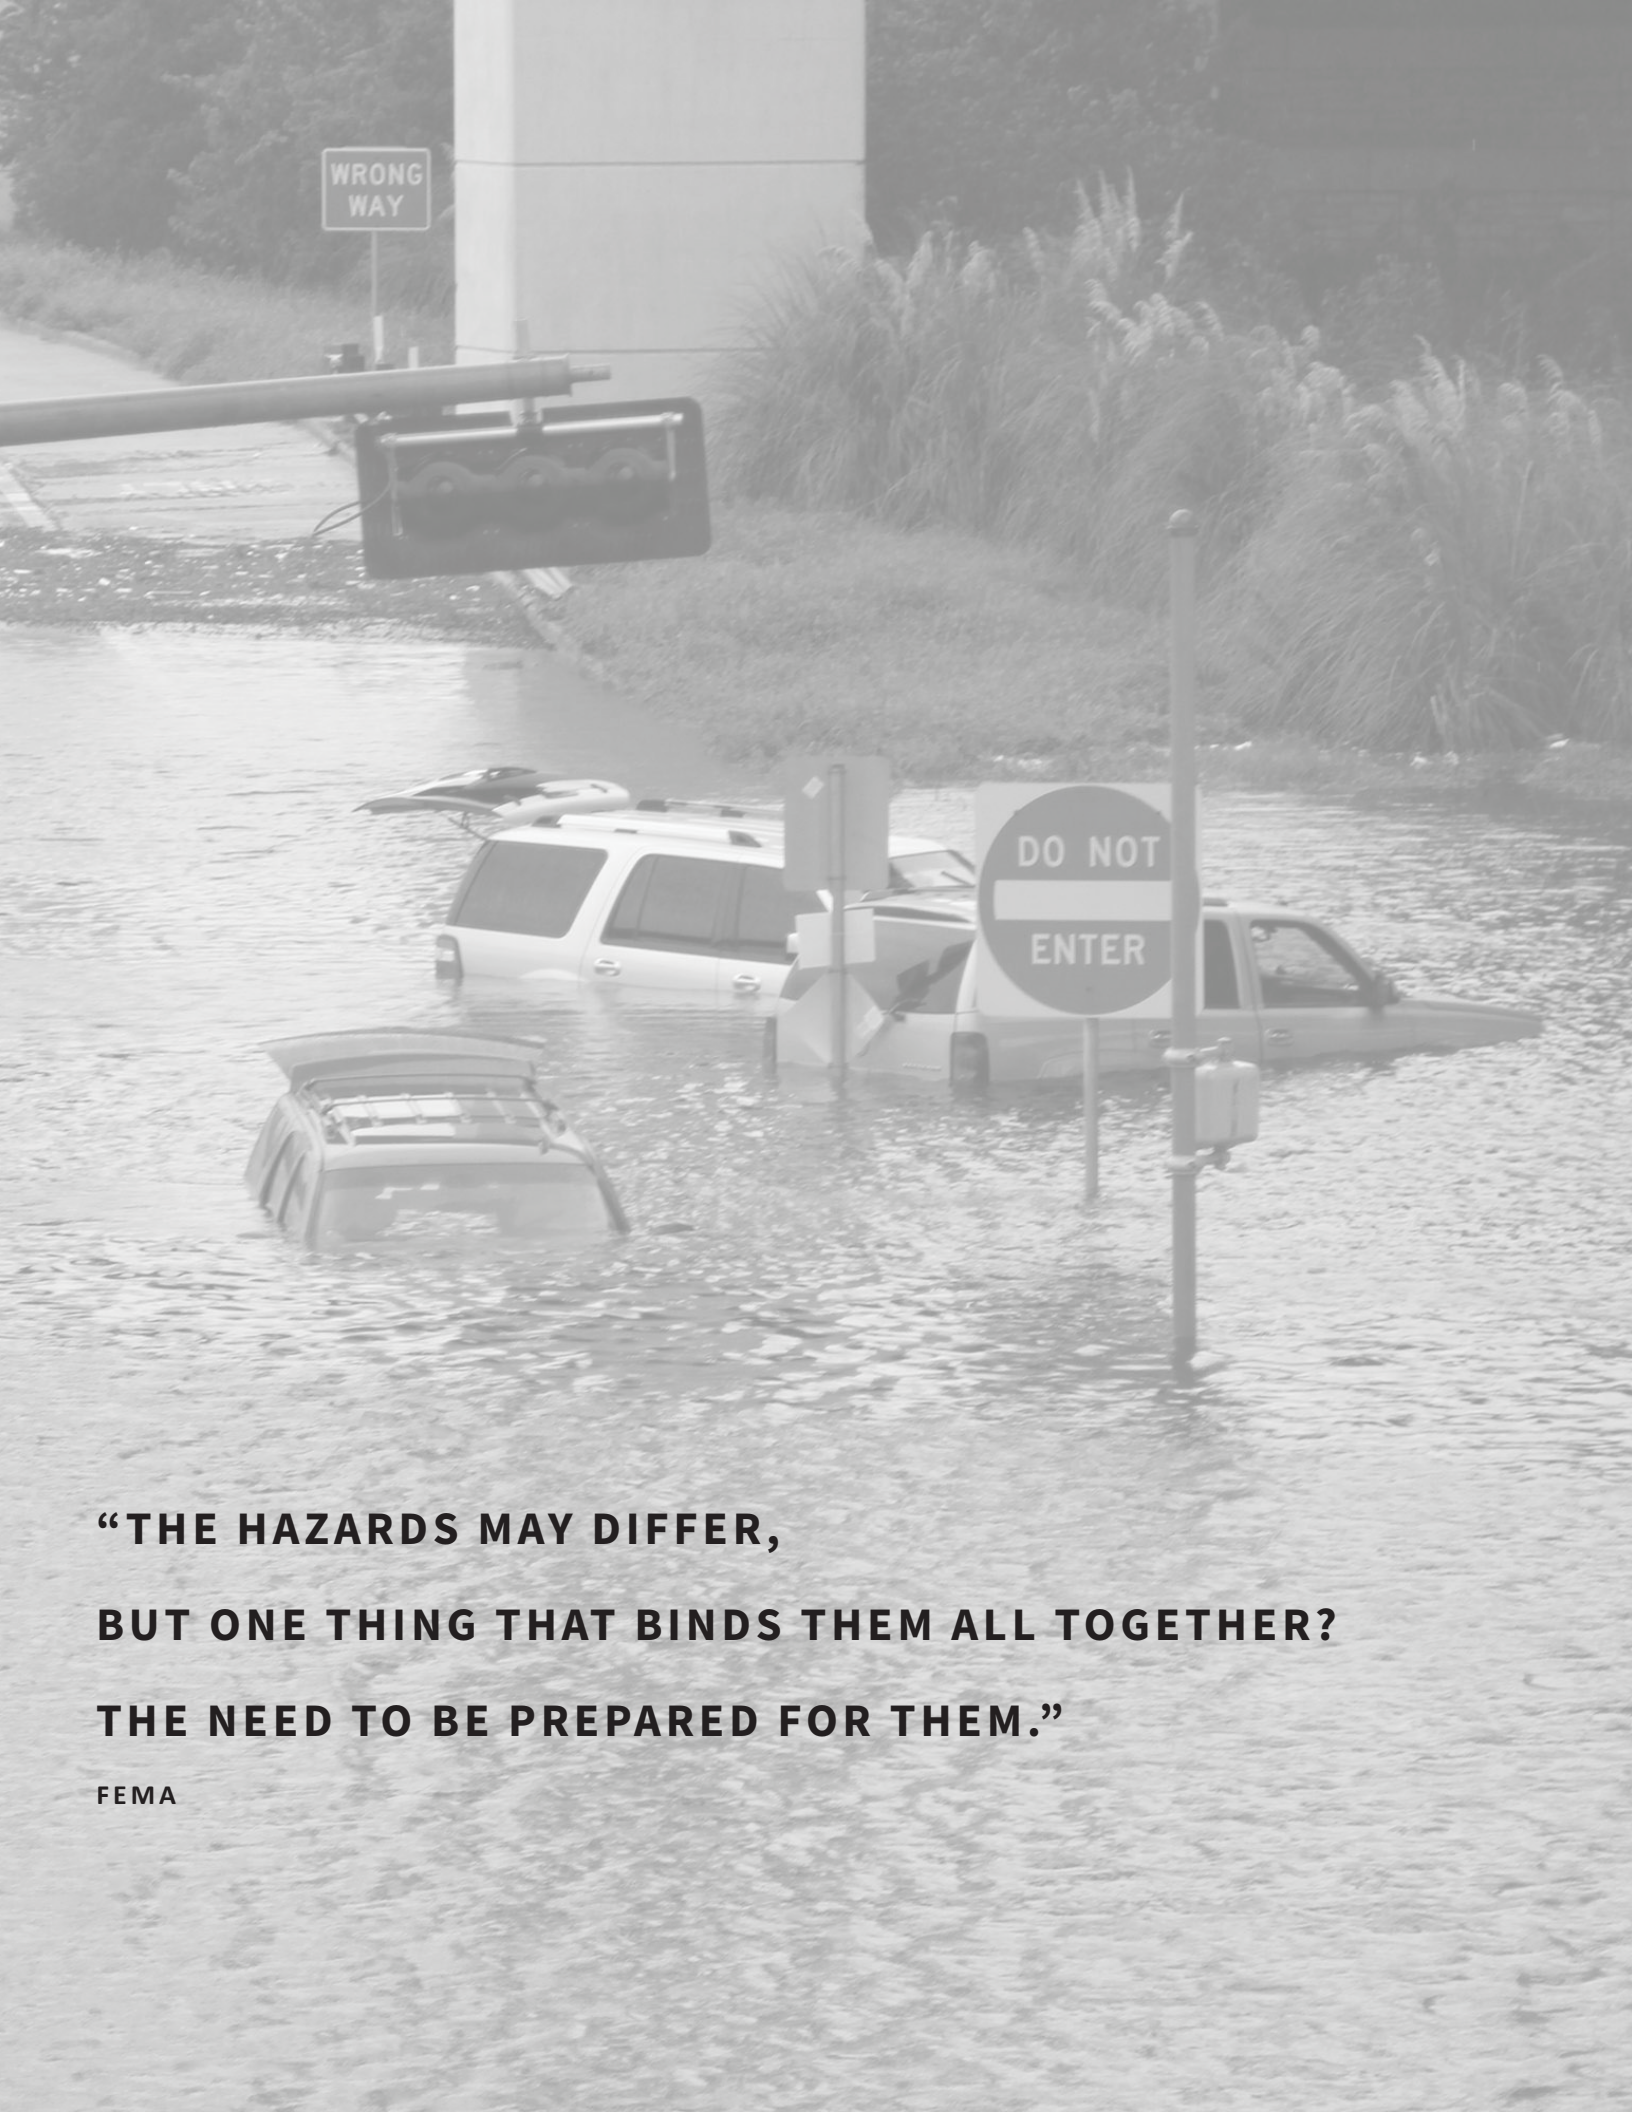 WRONG
WAY
DO NOT
ENTER
“THE HAZARDS MAY DIFFER,
BUT ONE THING THAT BINDS THEM ALL TOGETHER?
THE NEED TO BE PREPARED FOR THEM.”
FEMA